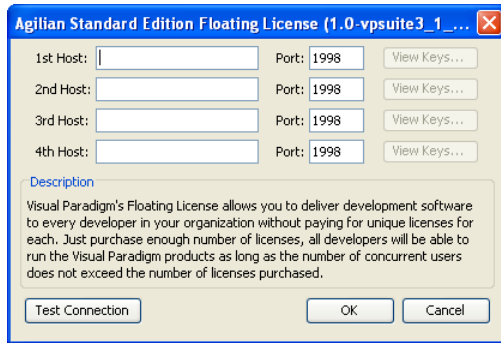 Agilian Standard Edition Floating License (1.0-vpsuite3_1_...
1st Host: Port: 1998 View Keys...
2nd Host: Port: 1998 View Keys...
3rd Host: Port: 1998 View Keys...
4th Host: Port: 1998 View Keys...
Description
Visual Paradigm's Floating License allows you to deliver development software
to every developer in your organization without paying for unique licenses for
each. Just purchase enough number of licenses, all developers will be able to
run the Visual Paradigm products as long as the number of concurrent users
does not exceed the number of licenses purchased.
Test Connection OK Cancel